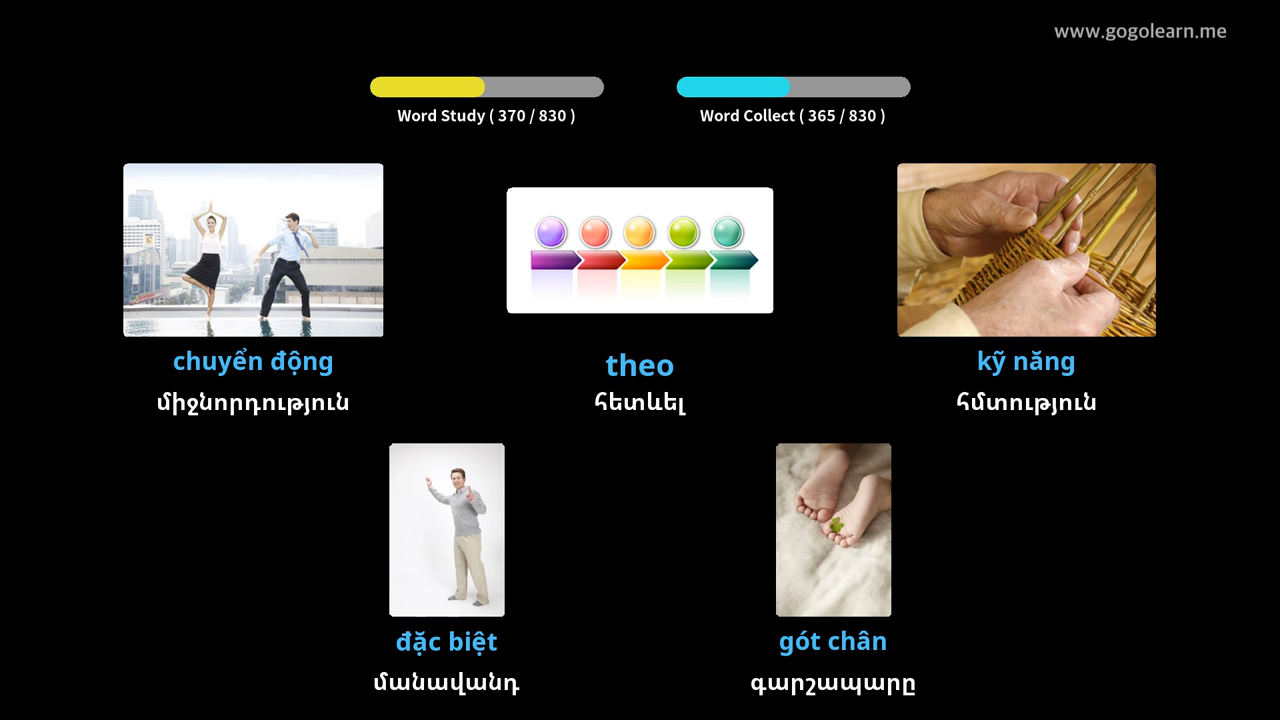 www.gogolearn.me
Word Study ( 370 / 830 )
Word Collect ( 365 / 830 )
chuyển động
միջնորդություն
theo
հետևել
kỹ năng
հմտություն
đặc biệt
մանավանդ
gót chân
գարշապարը